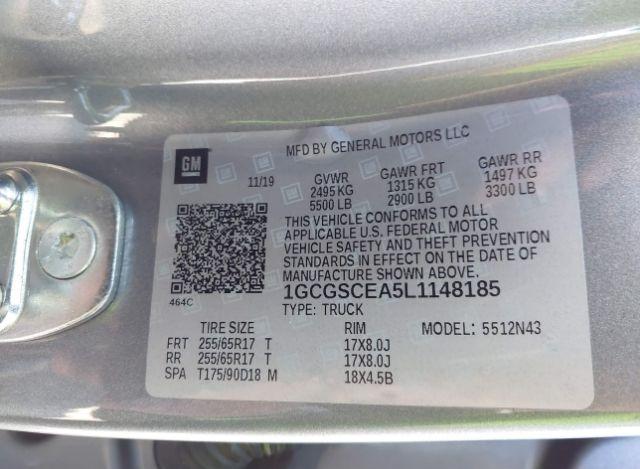 MFD BY GENERAL MOTORS LLC
GM
11/19
GVWR GAWR FRT GAWR RR
2495 KG 1315 KG 1497 KG
5500 LB 2900 LB 3300 LB
THIS VEHICLE CONFORMS TO ALL
APPLICABLE U.S. FEDERAL MOTOR
VEHICLE SAFETY AND THEFT PREVENTION
STANDARDS IN EFFECT ON THE DATE OF
MANUFACTURE SHOWN ABOVE.
464C
1GCGSCEA5L1148185
TYPE: TRUCK
TIRE SIZE RIM MODEL: 5512N43
FRT 255/65R17 T 17X8.0J
RR 255/65R17 T 17X8.0J
SPA T175/90D18 M 18X4.5B